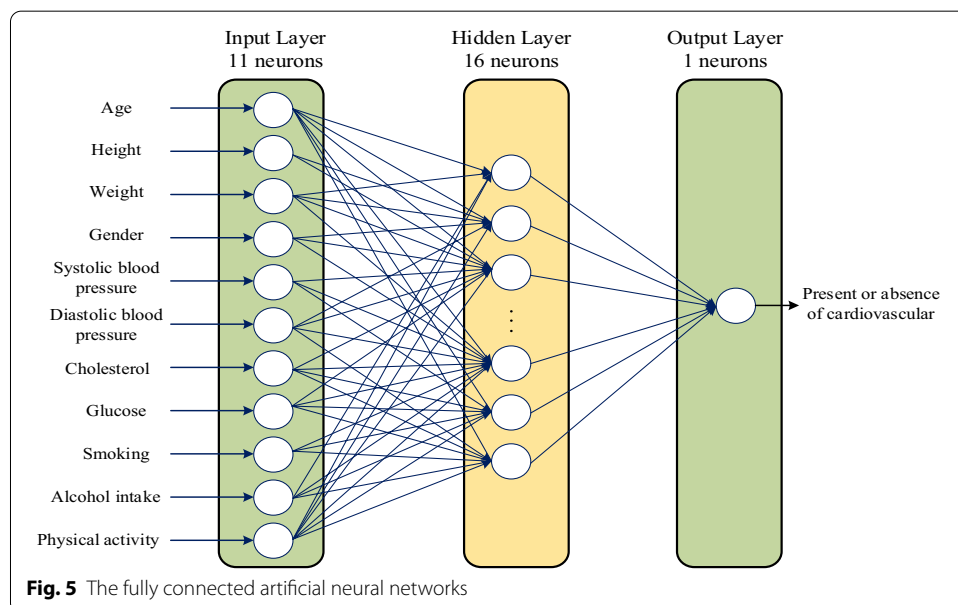 Input Layer
11 neurons
Hidden Layer
16 neurons
Output Layer
1 neurons
Age
Height
Weight
Gender
Systolic blood
pressure
Diastolic blood
pressure
Cholesterol
Glucose
Smoking
Alcohol intake
Physical activity
Present or absence
of cardiovascular
Fig. 5 The fully connected artificial neural networks